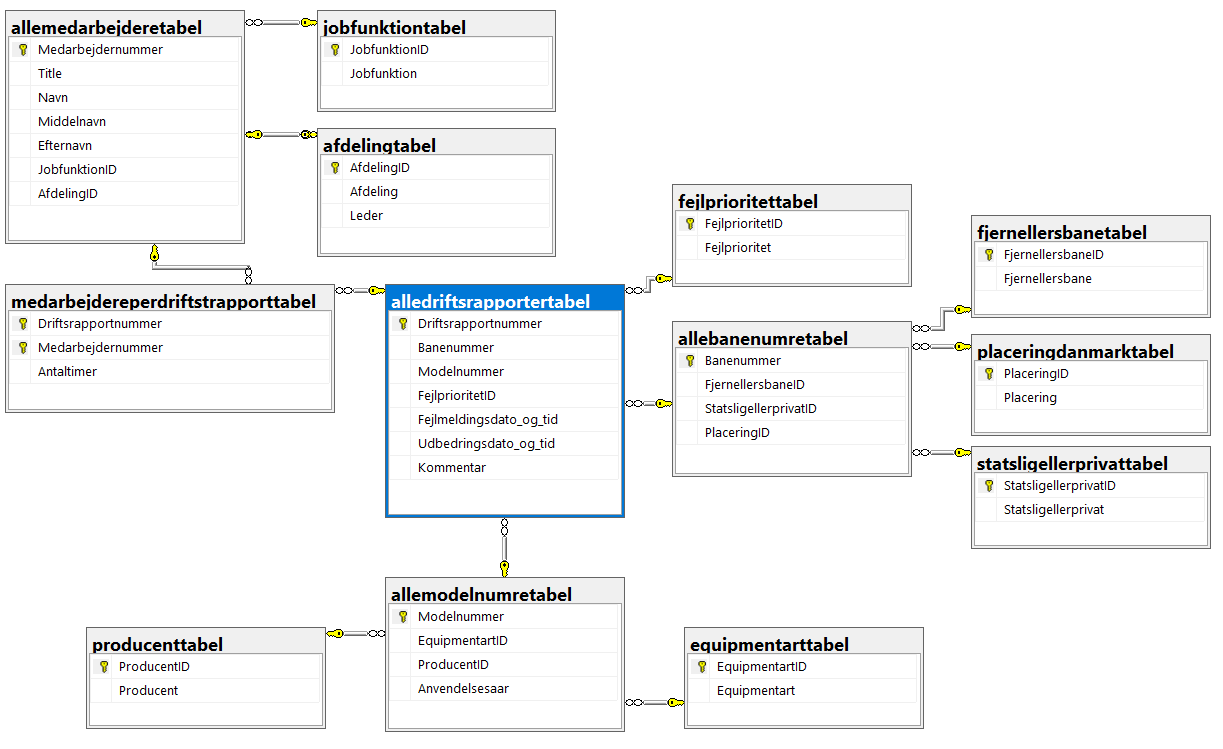 allemedarbejderetabel
Medarbejdernummer
Title
Navn
Middelnavn
Efternavn
JobfunktionID
AfdelingID
jobfunktiontabel
JobfunktionID
Jobfunktion
afdelingtabel
AfdelingID
Afdeling
Leder
medarbejdereperdriftstrapporttabel
Driftsrapportnummer
Medarbejdernummer
Antaltimer
alledriftsrapportertabel
Driftsrapportnummer
Banenummer
Modelnummer
FejlprioritetID
Fejlmeldingsdato_og_tid
Udbedringsdato_og_tid
Kommentar
fejlprioritettabel
FejlprioritetID
Fejlprioritet
allebanenumretabel
Banenummer
FjernellersbaneID
StatsligellerprivatID
PlaceringID
fjernellersbanetabel
FjernellersbaneID
Fjernellersbane
placeringdanmarktabel
PlaceringID
Placering
statsligellerprivattabel
StatsligellerprivatID
Statsligellerprivat
producenttabel
ProducentID
Producent
allemodelnumretabel
Modelnummer
EquipmentartID
ProducentID
Anvendelsesaar
equipmentarttabel
EquipmentartID
Equipmentart